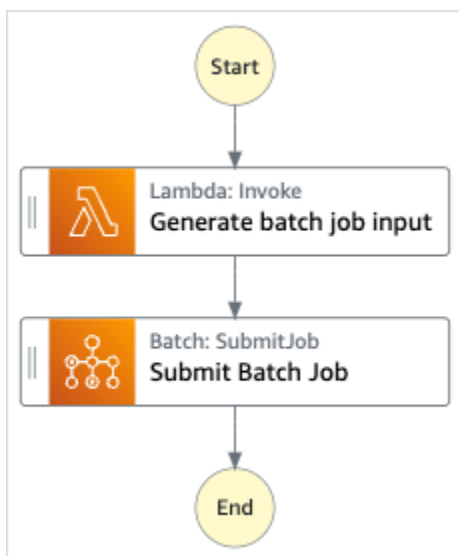 Start
Lambda: Invoke
Generate batch job input
Batch: SubmitJob
Submit Batch Job
End